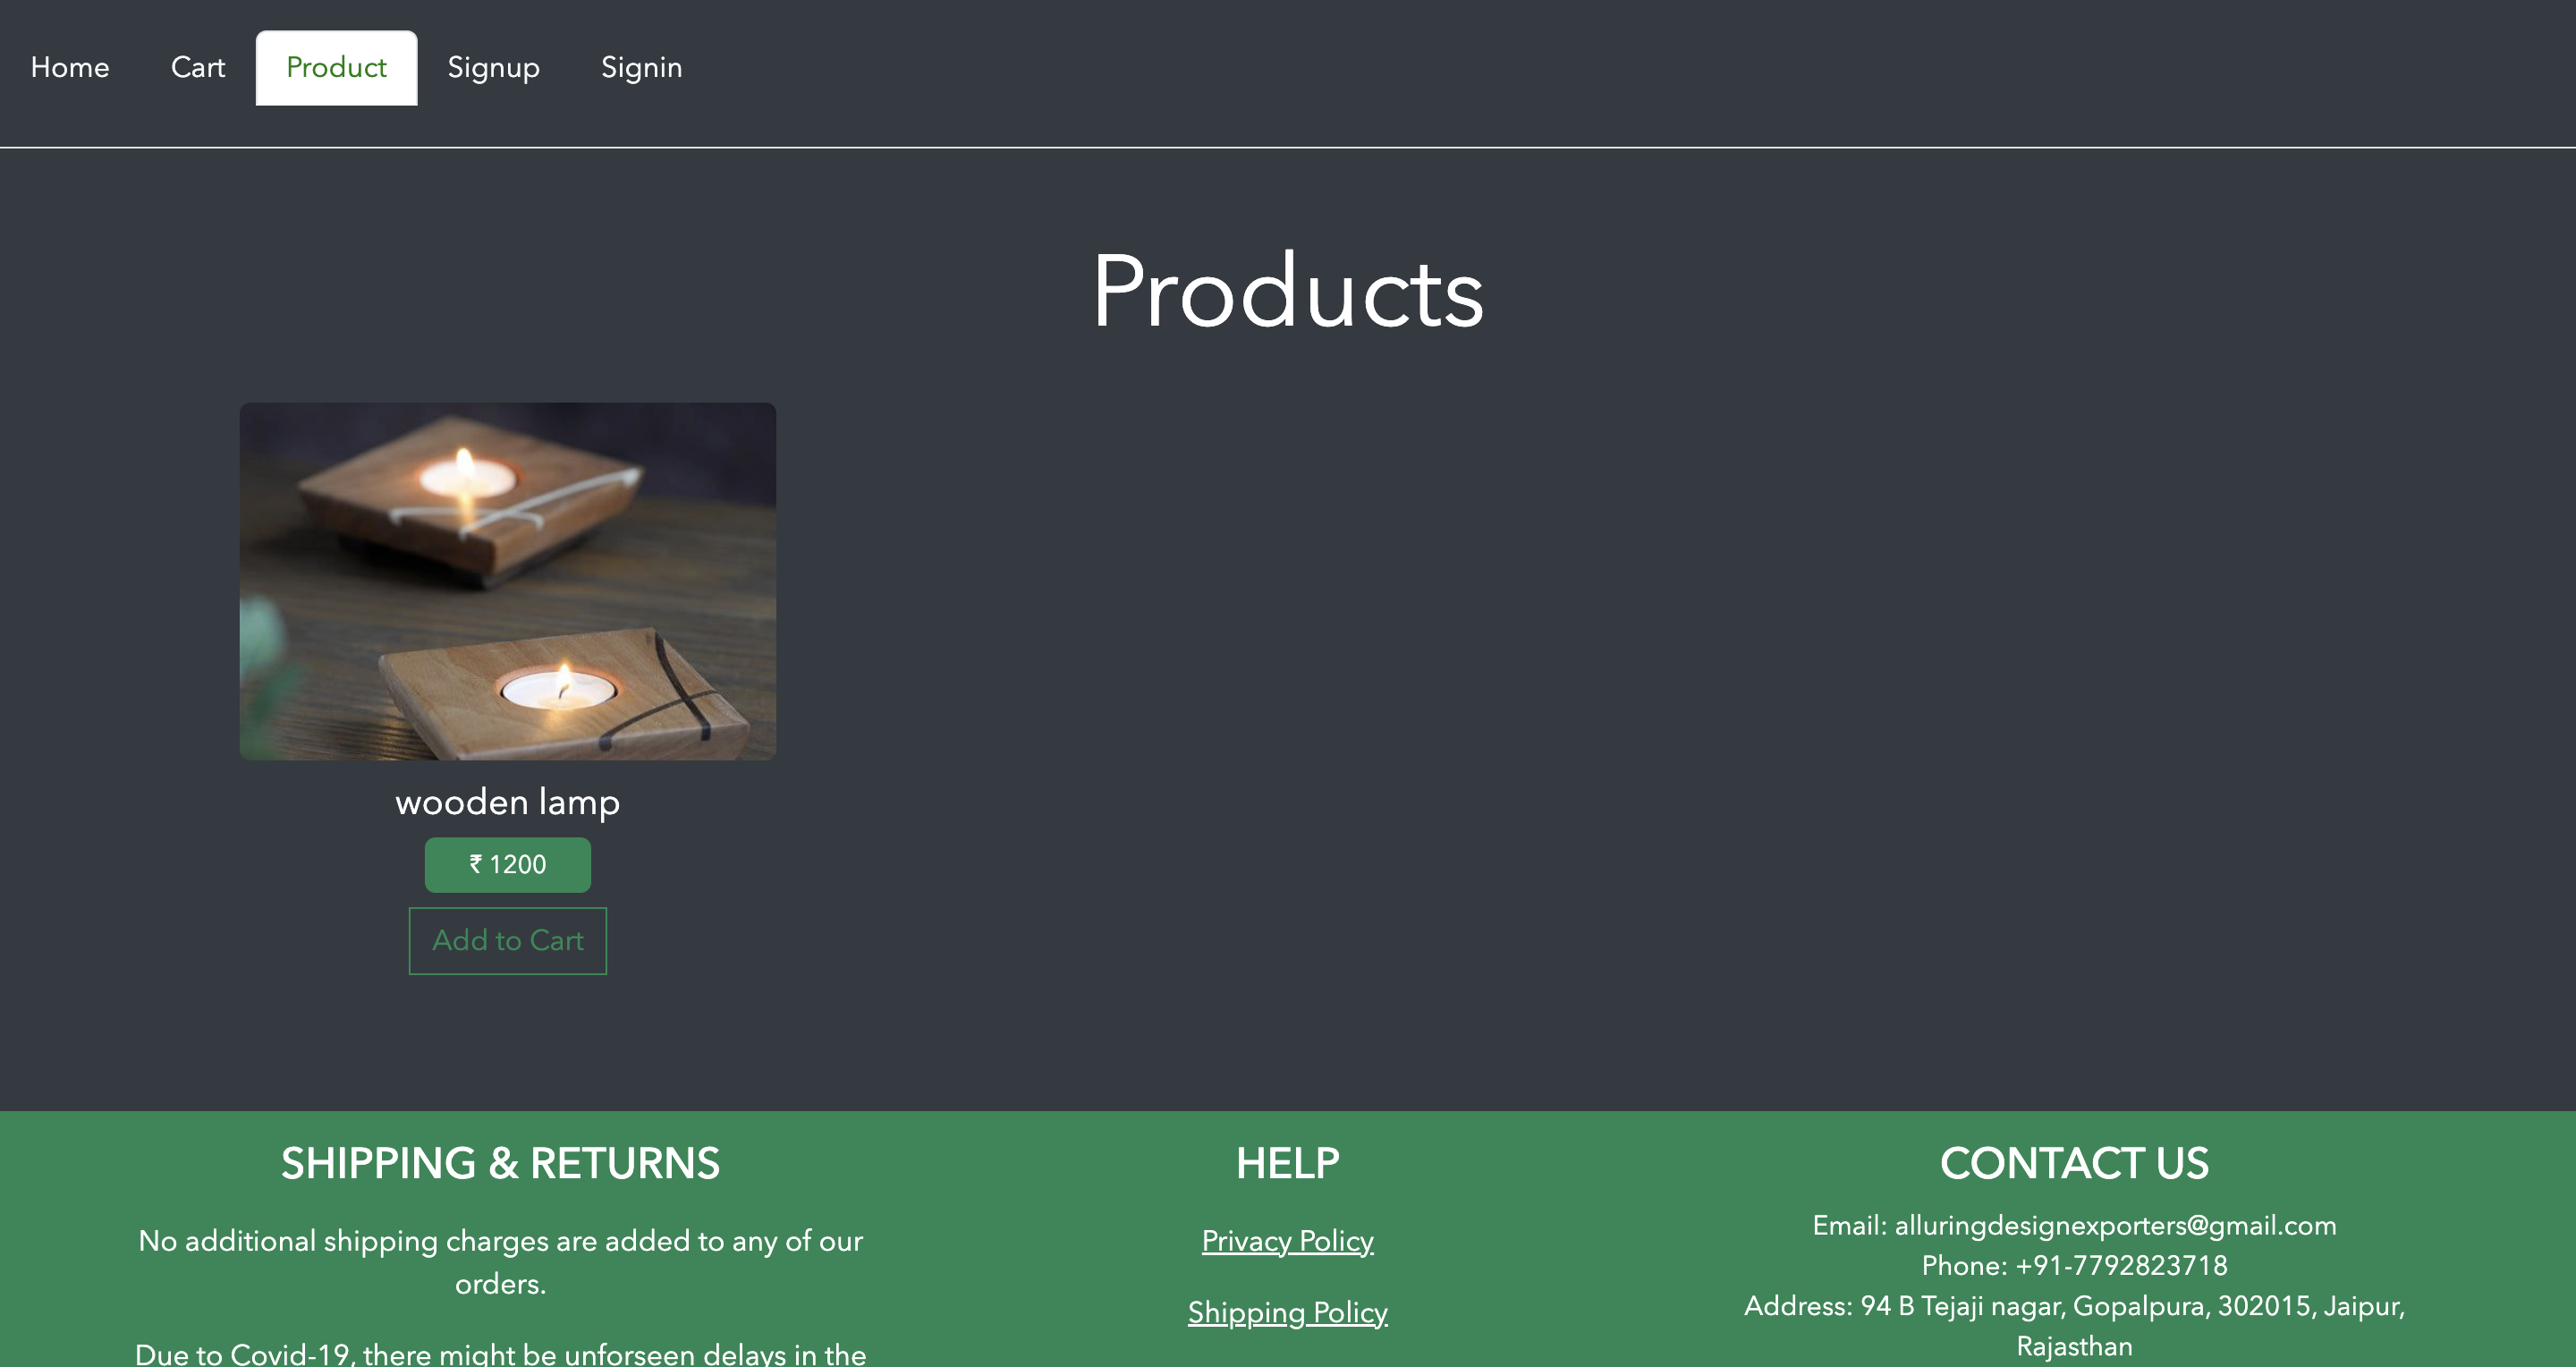 Home Cart Product Signup Signin
Products
wooden lamp
₹ 1200
Add to Cart
SHIPPING & RETURNS
No additional shipping charges are added to any of our
orders.
Due to Covid-19, there might be unforseen delays in the
HELP
Privacy Policy
Shipping Policy
CONTACT US
Email: alluringdesignexporters@gmail.com
Phone: +91-7792823718
Address: 94 B Tejaji nagar, Gopalpura, 302015, Jaipur,
Rajasthan